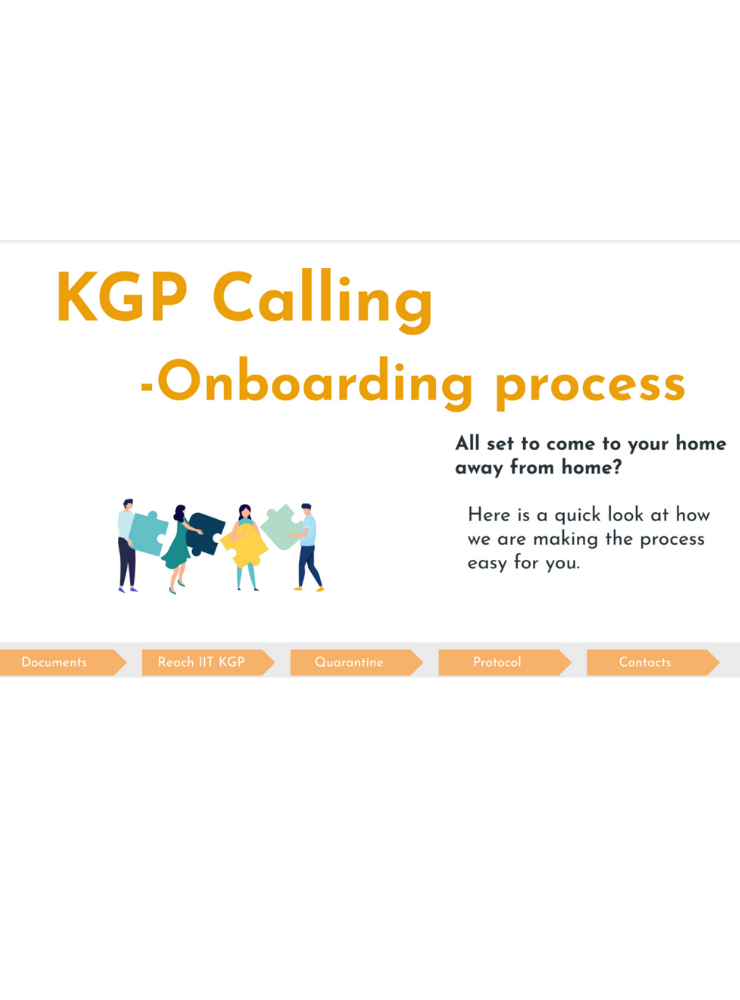 KGP Calling
-Onboarding process
All set to come to your home
away from home?
Here is a quick look at how
we are making the process
easy for you.
Documents
Reach IIT KGP
Quarantine
Protocol
Contacts